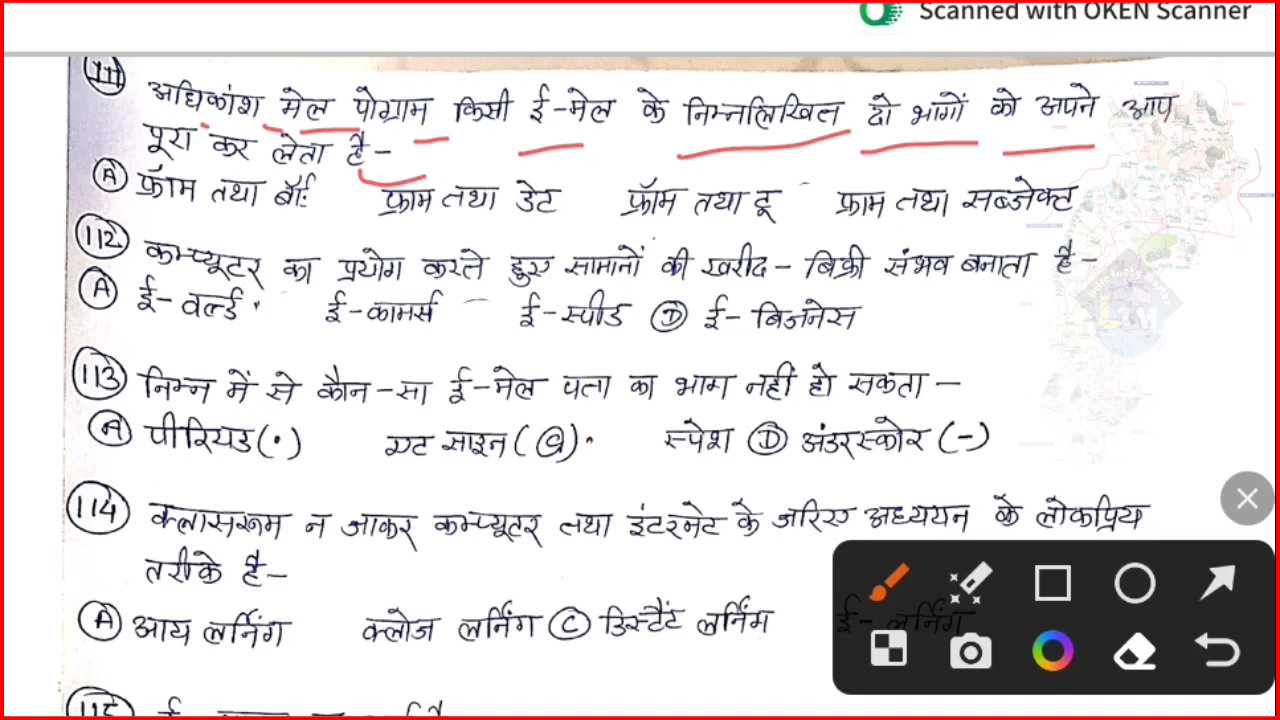 Scanned with OKEN Scanner
111 अधिकांश मेल पोग्राम किसी ई-मेल के निम्नलिखित दो भागों को अपने आप
पूरा कर लेता है-
A फ्रॉम तथा बॉडी: फ्राम तथा डेट फ्रॉम तथा टू फ्राम तथा सब्जेक्ट
112 कम्प्यूटर का प्रयोग करते हुए सामानों की खरीद - बिक्री संभव बनाता है-
A ई- वर्ल्ड ई-कामर्स ई-स्पीड D ई- बिजनेस
113 निम्न में से कौन-सा ई-मेल पता का भाग नहीं हो सकता -
A पीरियड (.) एट साइन (@) स्पेश D अंडरस्कोर (-)
114 क्लासरूम न जाकर कम्प्यूटर तथा इंटरनेट के जरिए अध्ययन के लोकप्रिय
तरीके है-
A आय लर्निंग क्लोज लर्निंग C डिस्टैंट लर्निंग ई- लर्निंग
115